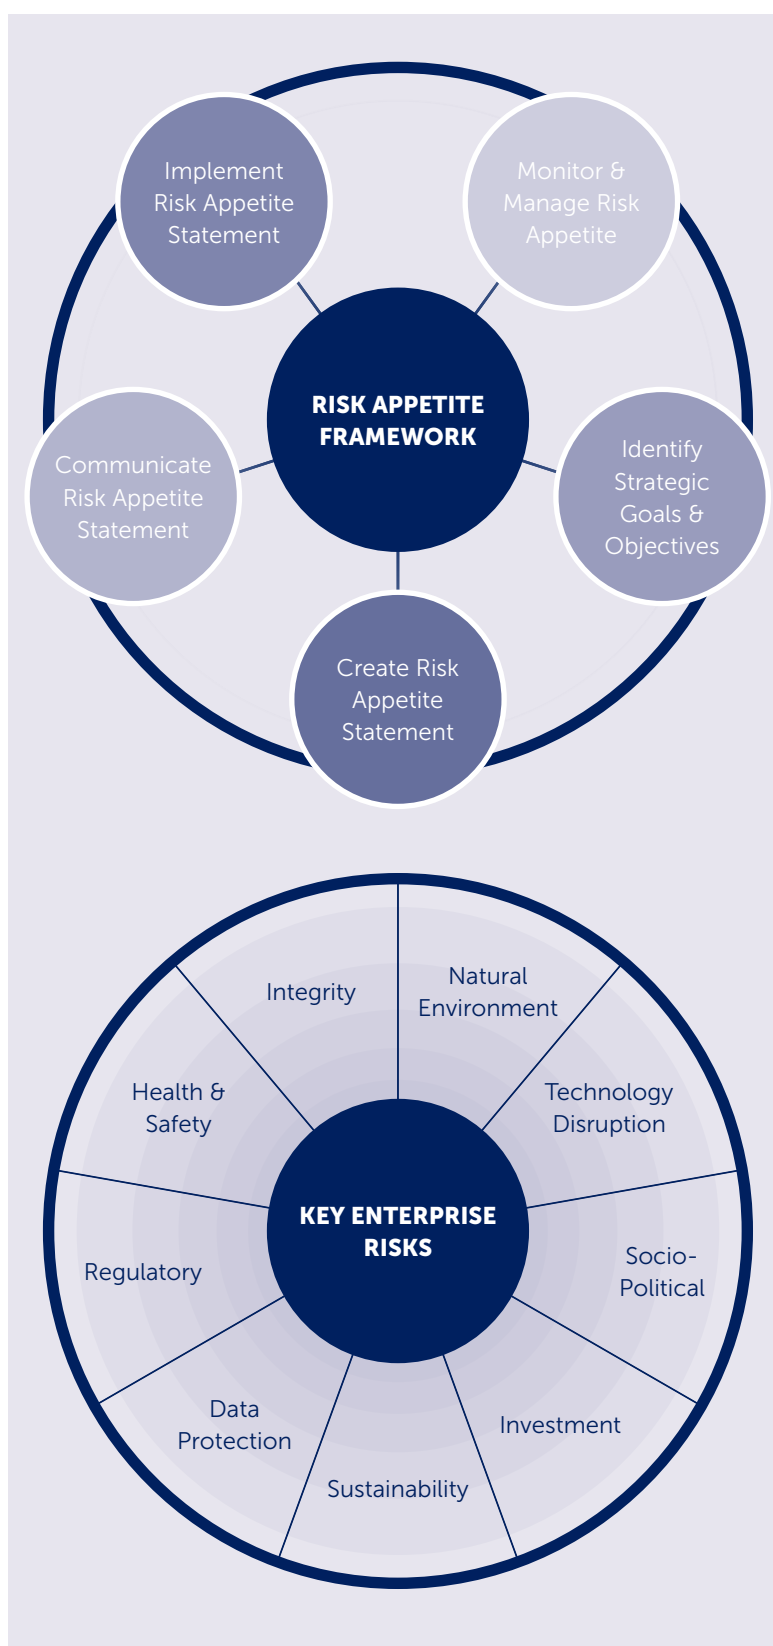 Implement
Risk Appetite
Statement
Monitor &
Manage Risk
Appetite
RISK APPETITE
FRAMEWORK
Communicate
Risk Appetite
Statement
Identify
Strategic
Goals &
Objectives
Create Risk
Appetite
Statement
Integrity
Natural
Environment
Health &
Safety
Technology
Disruption
KEY ENTERPRISE
RISKS
Regulatory
Socio-
Political
Data
Protection
Investment
Sustainability